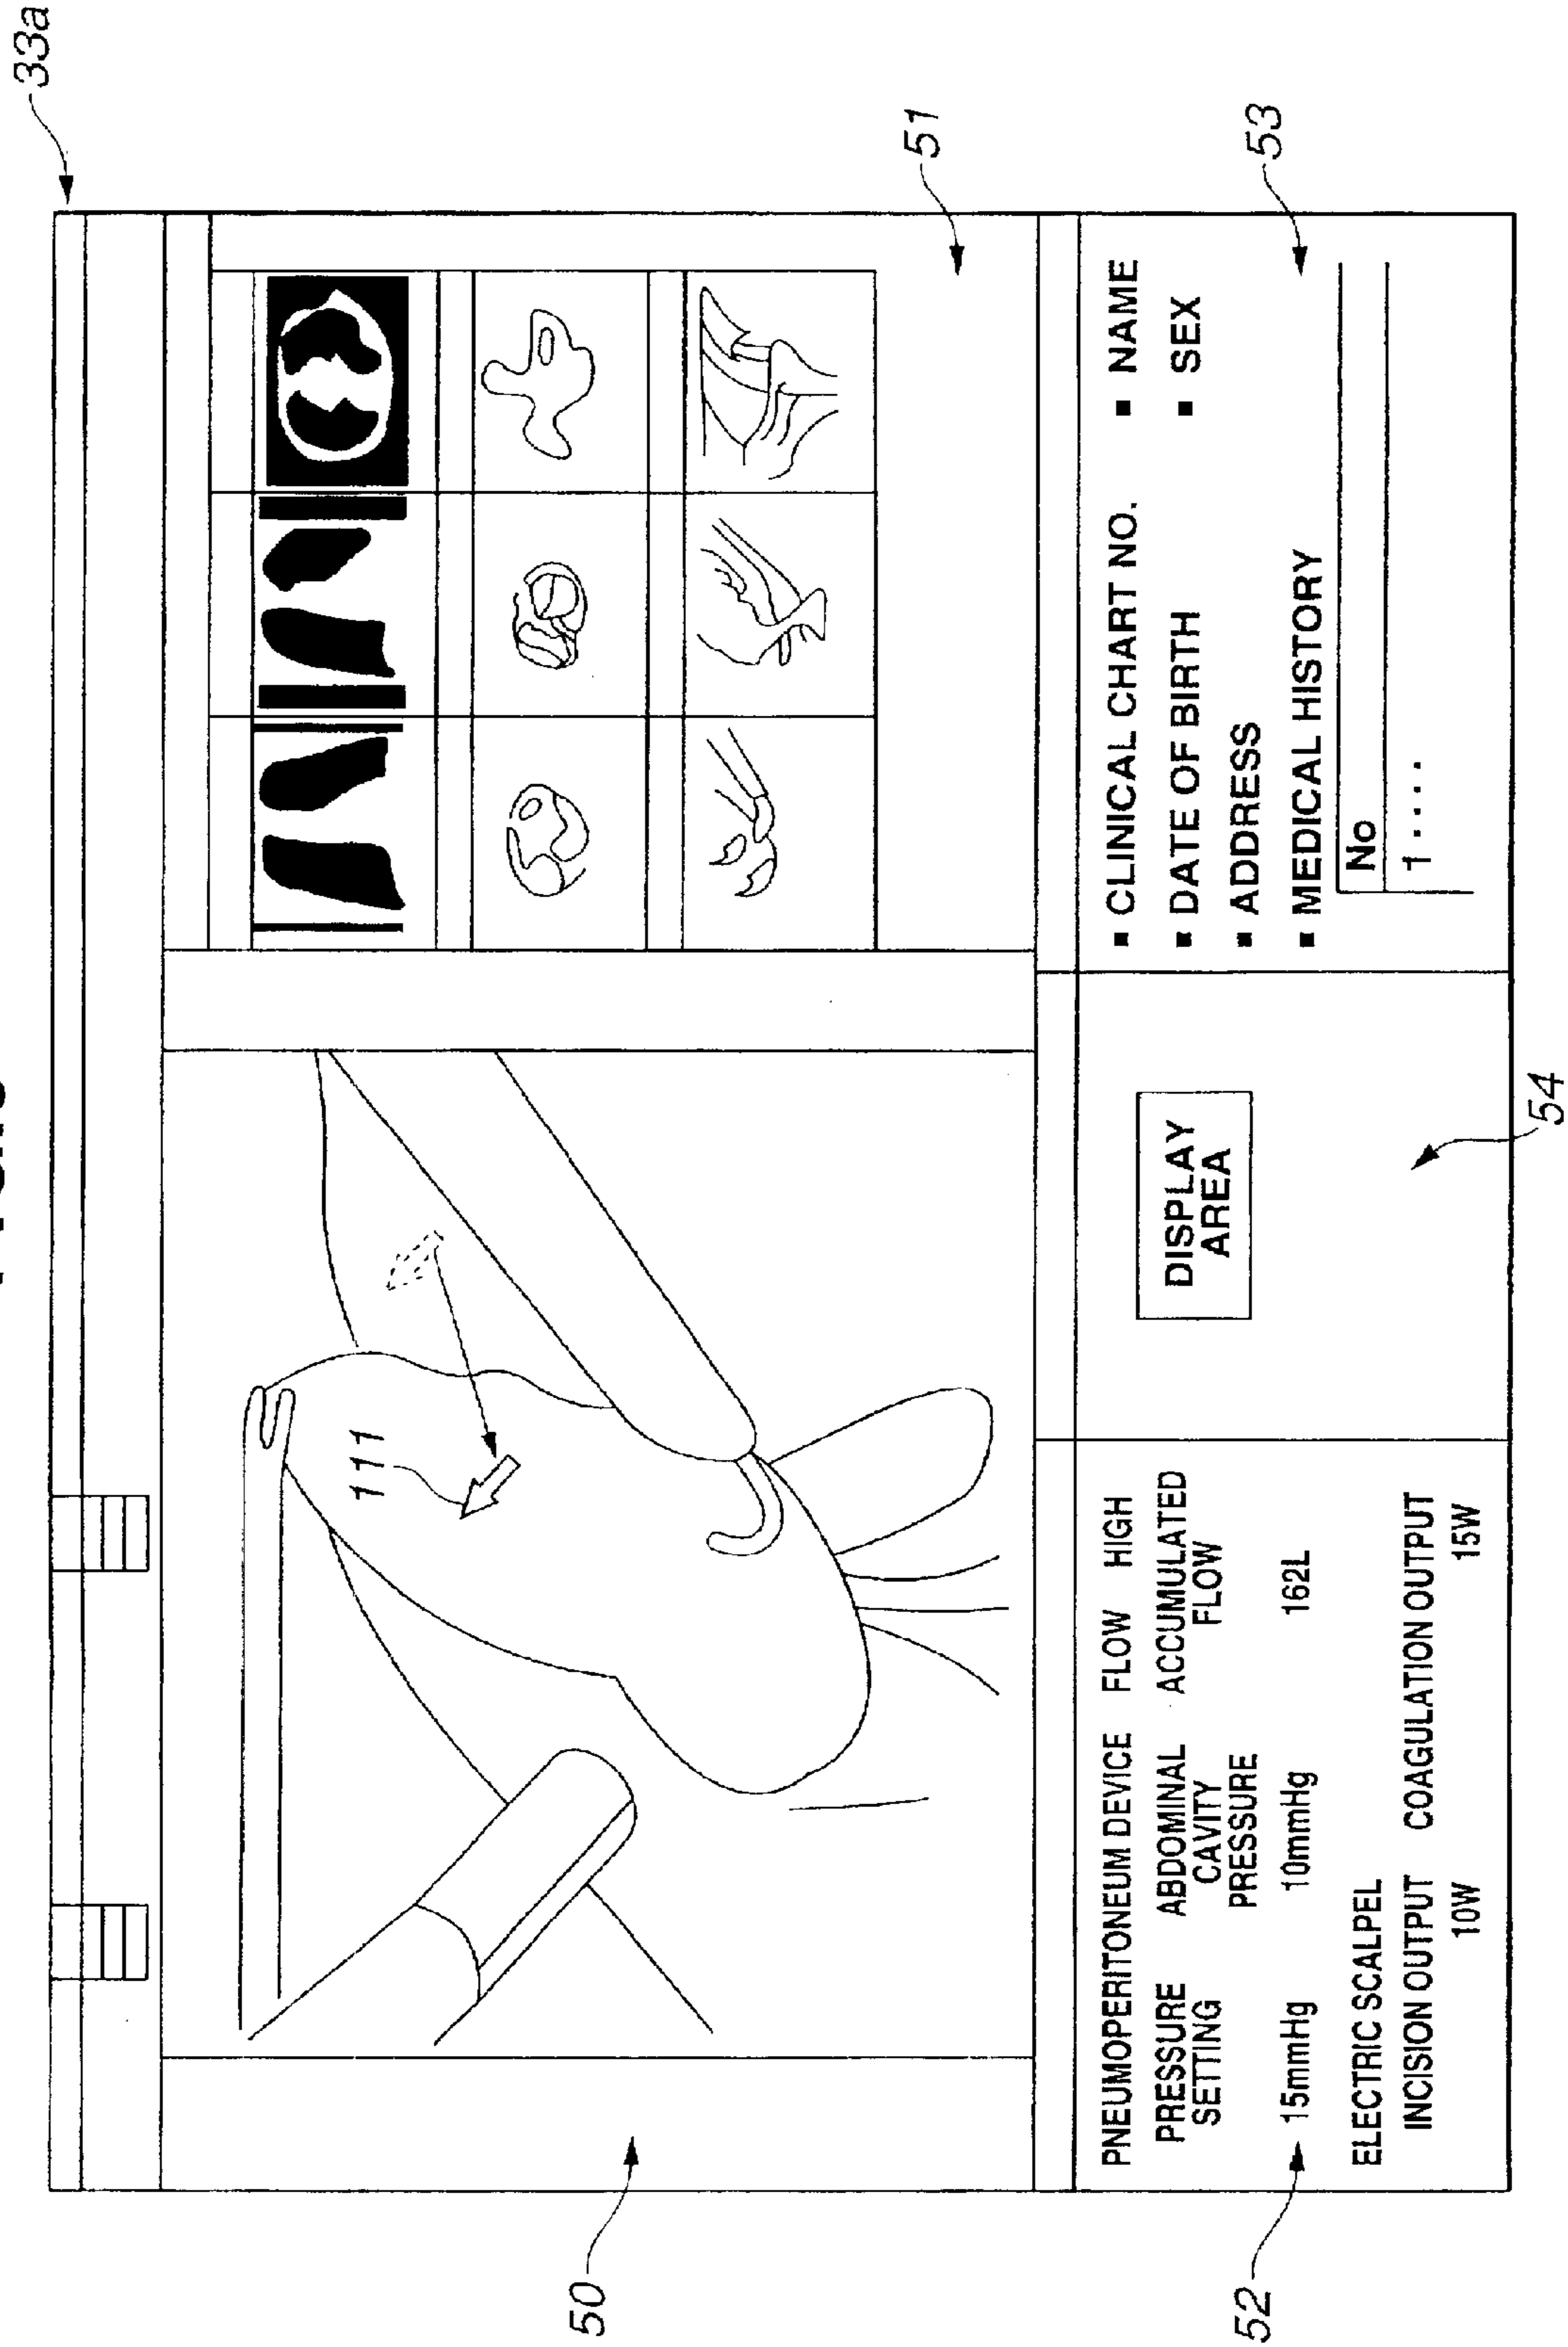 33a
111
50
51
PNEUMOPERITONEUM DEVICE FLOW HIGH
PRESSURE SETTING
ABDOMINAL CAVITY PRESSURE
ACCUMULATED FLOW
15mmHg 10mmHg 162L
ELECTRIC SCALPEL
INCISION OUTPUT COAGULATION OUTPUT
10W 15W
52
DISPLAY
AREA
54
▪ CLINICAL CHART NO. ▪ NAME
▪ DATE OF BIRTH ▪ SEX
▪ ADDRESS
▪ MEDICAL HISTORY
No
1 ....
53